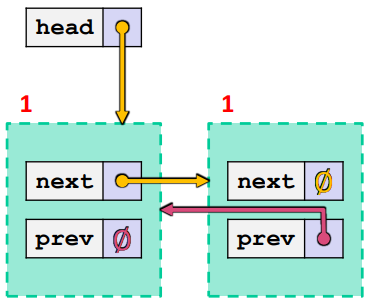 head
1 1
next next Ø
prev Ø prev